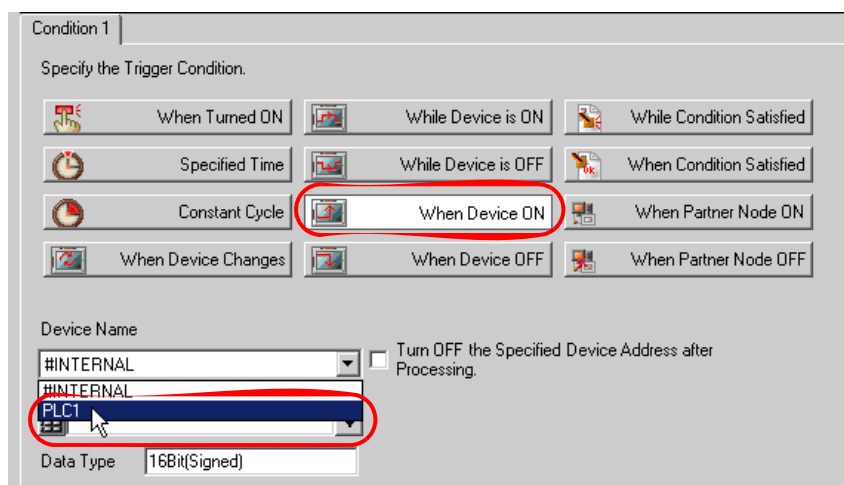 Condition 1
Specify the Trigger Condition.
When Turned ON While Device is ON While Condition Satisfied
Specified Time While Device is OFF When Condition Satisfied
Constant Cycle When Device ON When Partner Node ON
When Device Changes When Device OFF When Partner Node OFF
Device Name
#INTERNAL
Turn OFF the Specified Device Address after
Processing.
#INTERNAL
PLC1
Data Type 16Bit(Signed)